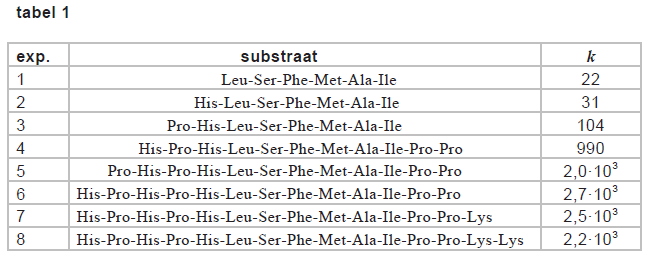 tabel 1
exp. substraat k
1 Leu-Ser-Phe-Met-Ala-Ile 22
2 His-Leu-Ser-Phe-Met-Ala-Ile 31
3 Pro-His-Leu-Ser-Phe-Met-Ala-Ile 104
4 His-Pro-His-Leu-Ser-Phe-Met-Ala-Ile-Pro-Pro 990
5 Pro-His-Pro-His-Leu-Ser-Phe-Met-Ala-Ile-Pro-Pro 2,0·10³
6 His-Pro-His-Pro-His-Leu-Ser-Phe-Met-Ala-Ile-Pro-Pro 2,7·10³
7 His-Pro-His-Pro-His-Leu-Ser-Phe-Met-Ala-Ile-Pro-Pro-Lys 2,5·10³
8 His-Pro-His-Pro-His-Leu-Ser-Phe-Met-Ala-Ile-Pro-Pro-Lys-Lys 2,2·10³